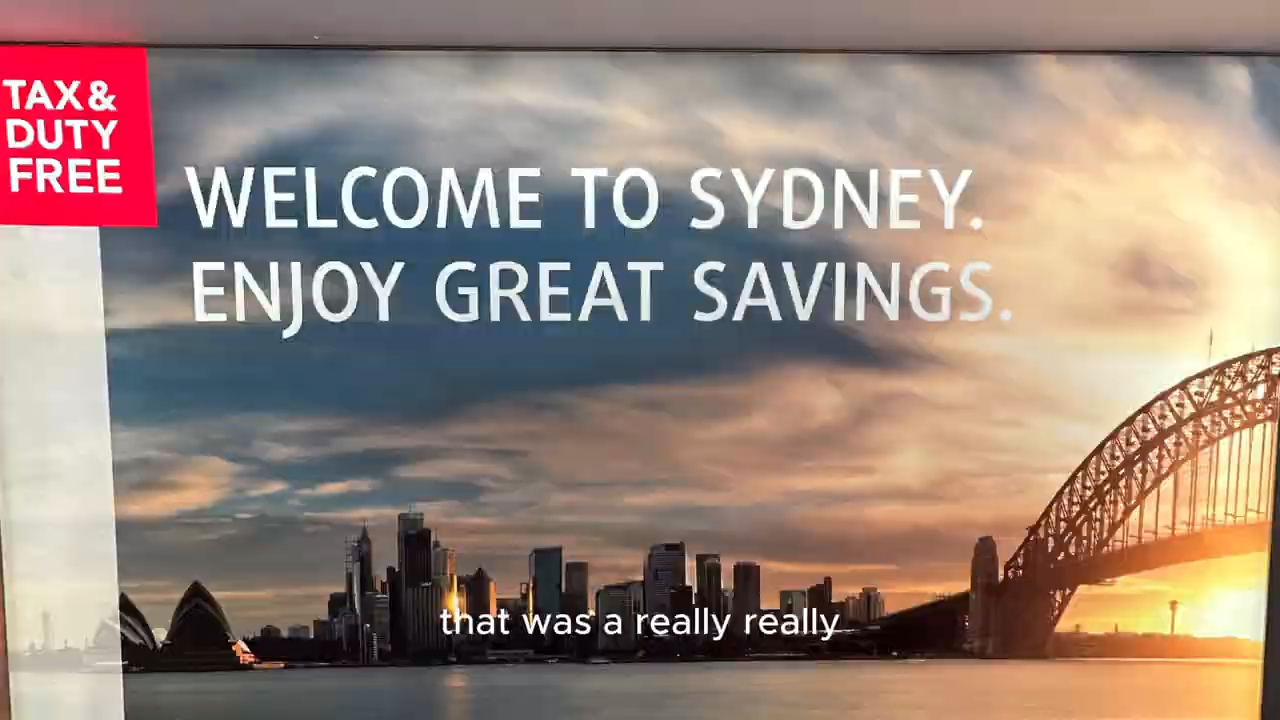 TAX &
DUTY
FREE
WELCOME TO SYDNEY.
ENJOY GREAT SAVINGS.
that was a really really